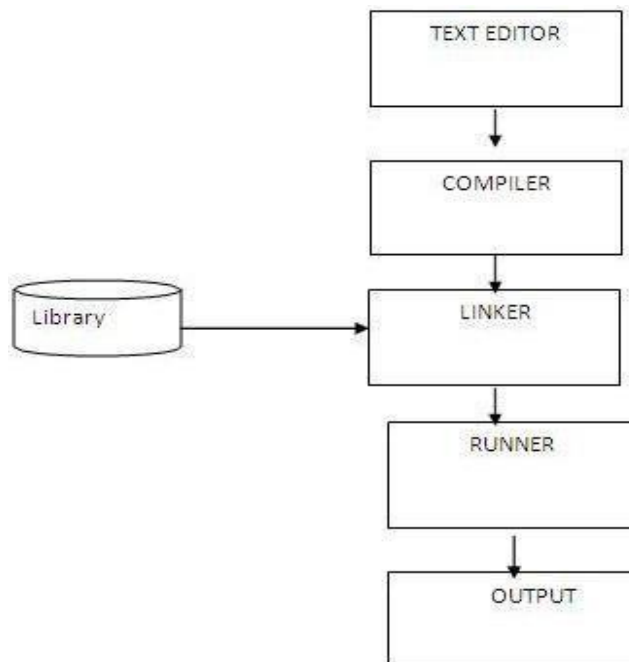 TEXT EDITOR
COMPILER
Library
LINKER
RUNNER
OUTPUT